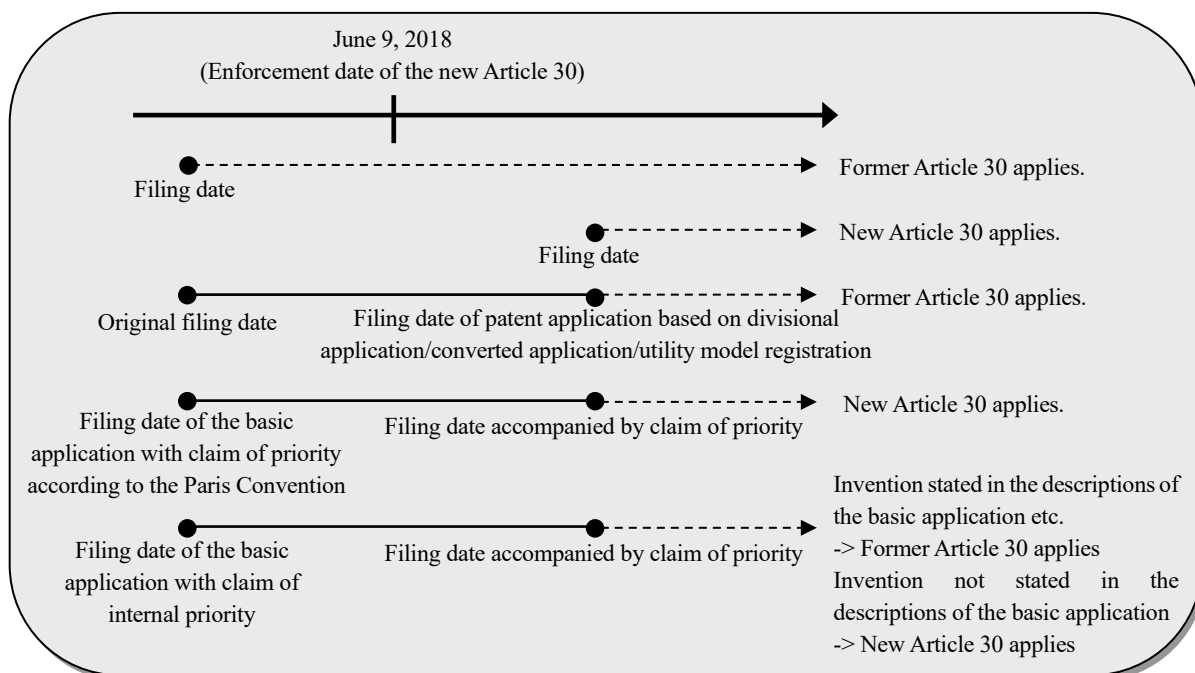 June 9, 2018
(Enforcement date of the new Article 30)
Former Article 30 applies.
Filing date
New Article 30 applies.
Filing date
Former Article 30 applies.
Original filing date
Filing date of patent application based on divisional
application/converted application/utility model registration
New Article 30 applies.
Filing date of the basic
application with claim of priority
according to the Paris Convention
Filing date accompanied by claim of priority
Invention stated in the descriptions of
the basic application etc.
-> Former Article 30 applies
Invention not stated in the
descriptions of the basic application
-> New Article 30 applies
Filing date of the basic
application with claim of
internal priority
Filing date accompanied by claim of priority